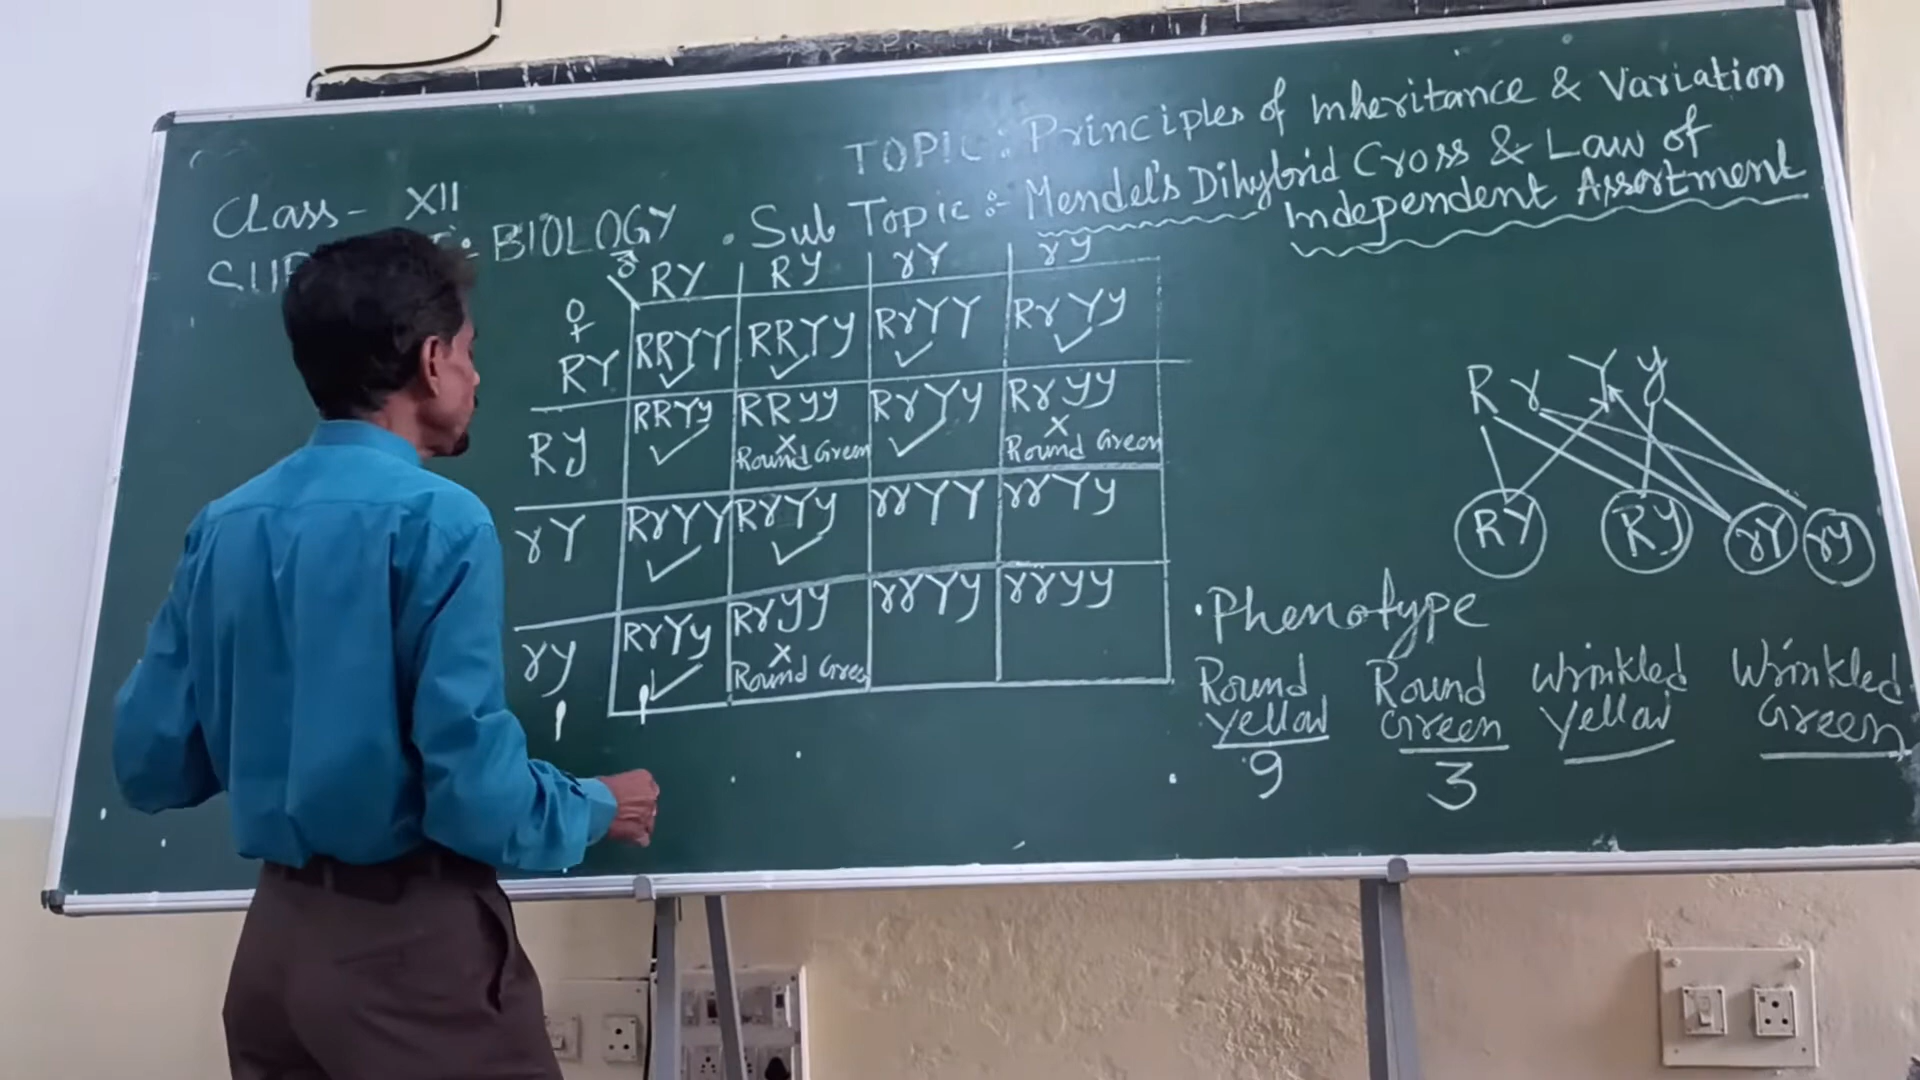 TOPIC : Principles of Inheritance & Variation
Class - XII
BIOLOGY . Sub Topic :- Mendel's Dihybrid Cross & Law of
Independent Assortment
♂ RY Ry rY ry
♀
RY RRYY RRYy RrYY RrYy
Ry RRYy RRyy RrYy Rryy
x Round Green x Round Green
rY RrYY RrYy rrYY rrYy
ry RrYy Rryy rrYy rryy
x
Round Green
R r Y y
RY Ry rY ry
. Phenotype
Round Round Wrinkled Wrinkled
Yellow Green Yellow Green
9 3